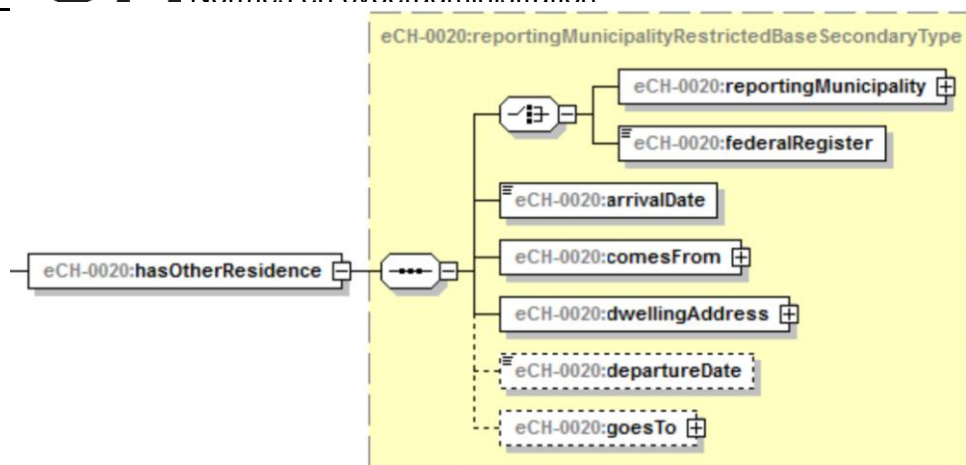 eCH-0020:reportingMunicipalityRestrictedBaseSecondaryType
eCH-0020:reportingMunicipality
eCH-0020:federalRegister
eCH-0020:arrivalDate
eCH-0020:hasOtherResidence
eCH-0020:comesFrom
eCH-0020:dwellingAddress
eCH-0020:departureDate
eCH-0020:goesTo